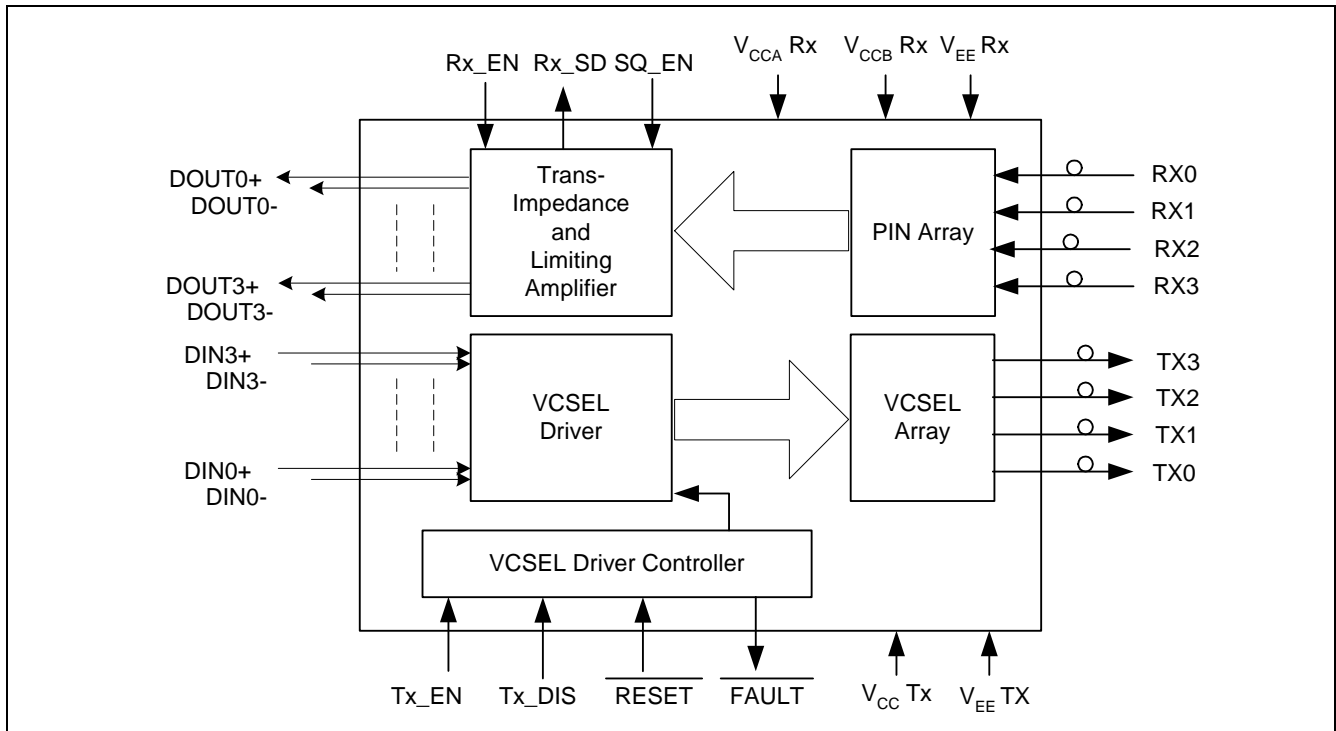 V_CCA Rx V_CCB Rx V_EE Rx
Rx_EN Rx_SD SQ_EN
DOUT0+
DOUT0-
DOUT3+
DOUT3-
Trans-
Impedance
and
Limiting
Amplifier
PIN Array
RX0
RX1
RX2
RX3
DIN3+
DIN3-
DIN0+
DIN0-
VCSEL
Driver
VCSEL
Array
TX3
TX2
TX1
TX0
VCSEL Driver Controller
Tx_EN Tx_DIS RESET FAULT V_CC Tx V_EE TX